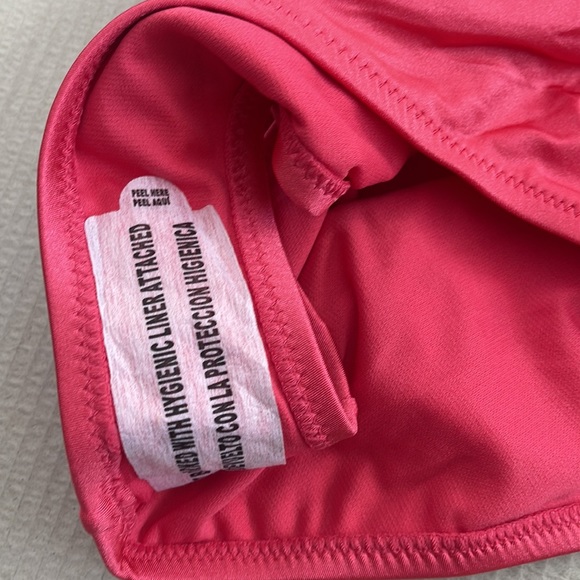 PEEL HERE
PEEL AQUÍ
WITH HYGIENIC LINER ATTACHED
CON LA PROTECCION HIGIENICA